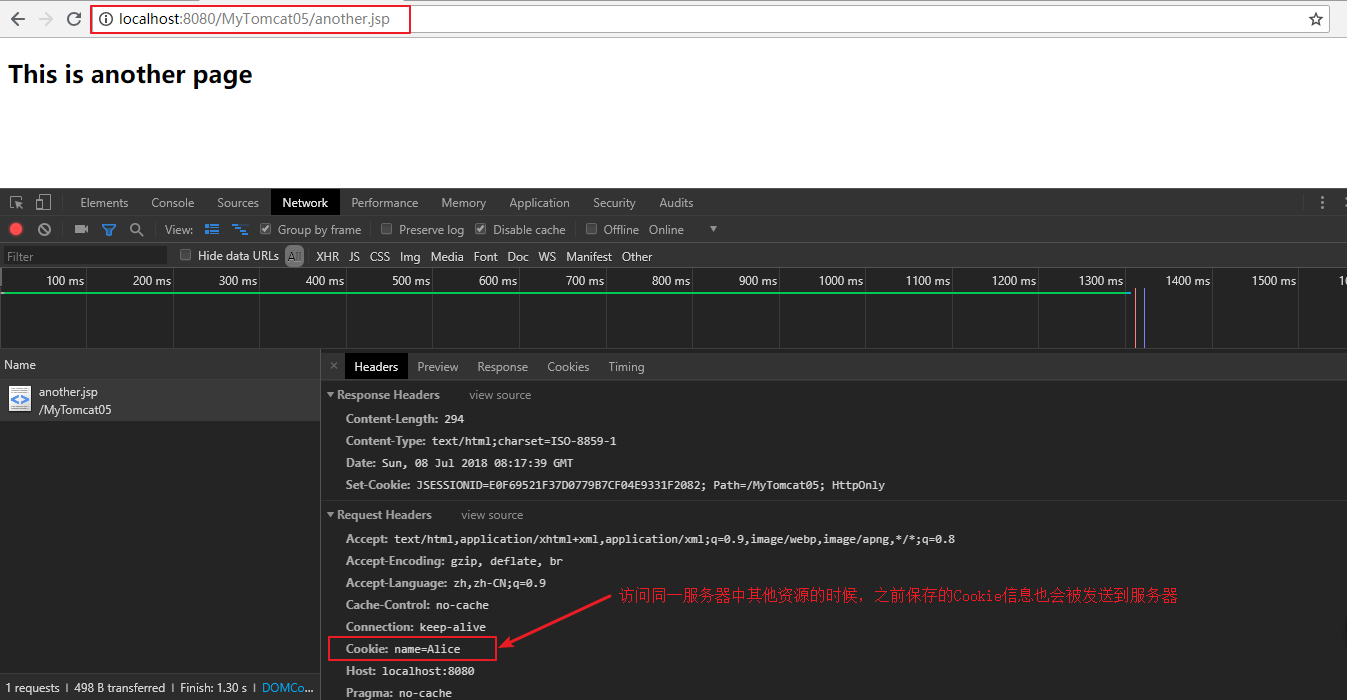 localhost:8080/MyTomcat05/another.jsp
This is another page
Elements Console Sources Network Performance Memory Application Security Audits
View: Group by frame Preserve log Disable cache Offline Online
Filter Hide data URLs All XHR JS CSS Img Media Font Doc WS Manifest Other
100 ms 200 ms 300 ms 400 ms 500 ms 600 ms 700 ms 800 ms 900 ms 1000 ms 1100 ms 1200 ms 1300 ms 1400 ms 1500 ms
Name
another.jsp
/MyTomcat05
× Headers Preview Response Cookies Timing
Response Headers view source
Content-Length: 294
Content-Type: text/html;charset=ISO-8859-1
Date: Sun, 08 Jul 2018 08:17:39 GMT
Set-Cookie: JSESSIONID=E0F69521F37D0779B7CF04E9331F2082; Path=/MyTomcat05; HttpOnly
Request Headers view source
Accept: text/html,application/xhtml+xml,application/xml;q=0.9,image/webp,image/apng,*/*;q=0.8
Accept-Encoding: gzip, deflate, br
Accept-Language: zh,zh-CN;q=0.9
访问同一服务器中其他资源的时候，之前保存的Cookie信息也会被发送到服务器
Cache-Control: no-cache
Connection: keep-alive
Cookie: name=Alice
Host: localhost:8080
Pragma: no-cache
1 requests | 498 B transferred | Finish: 1.30 s | DOMCo...